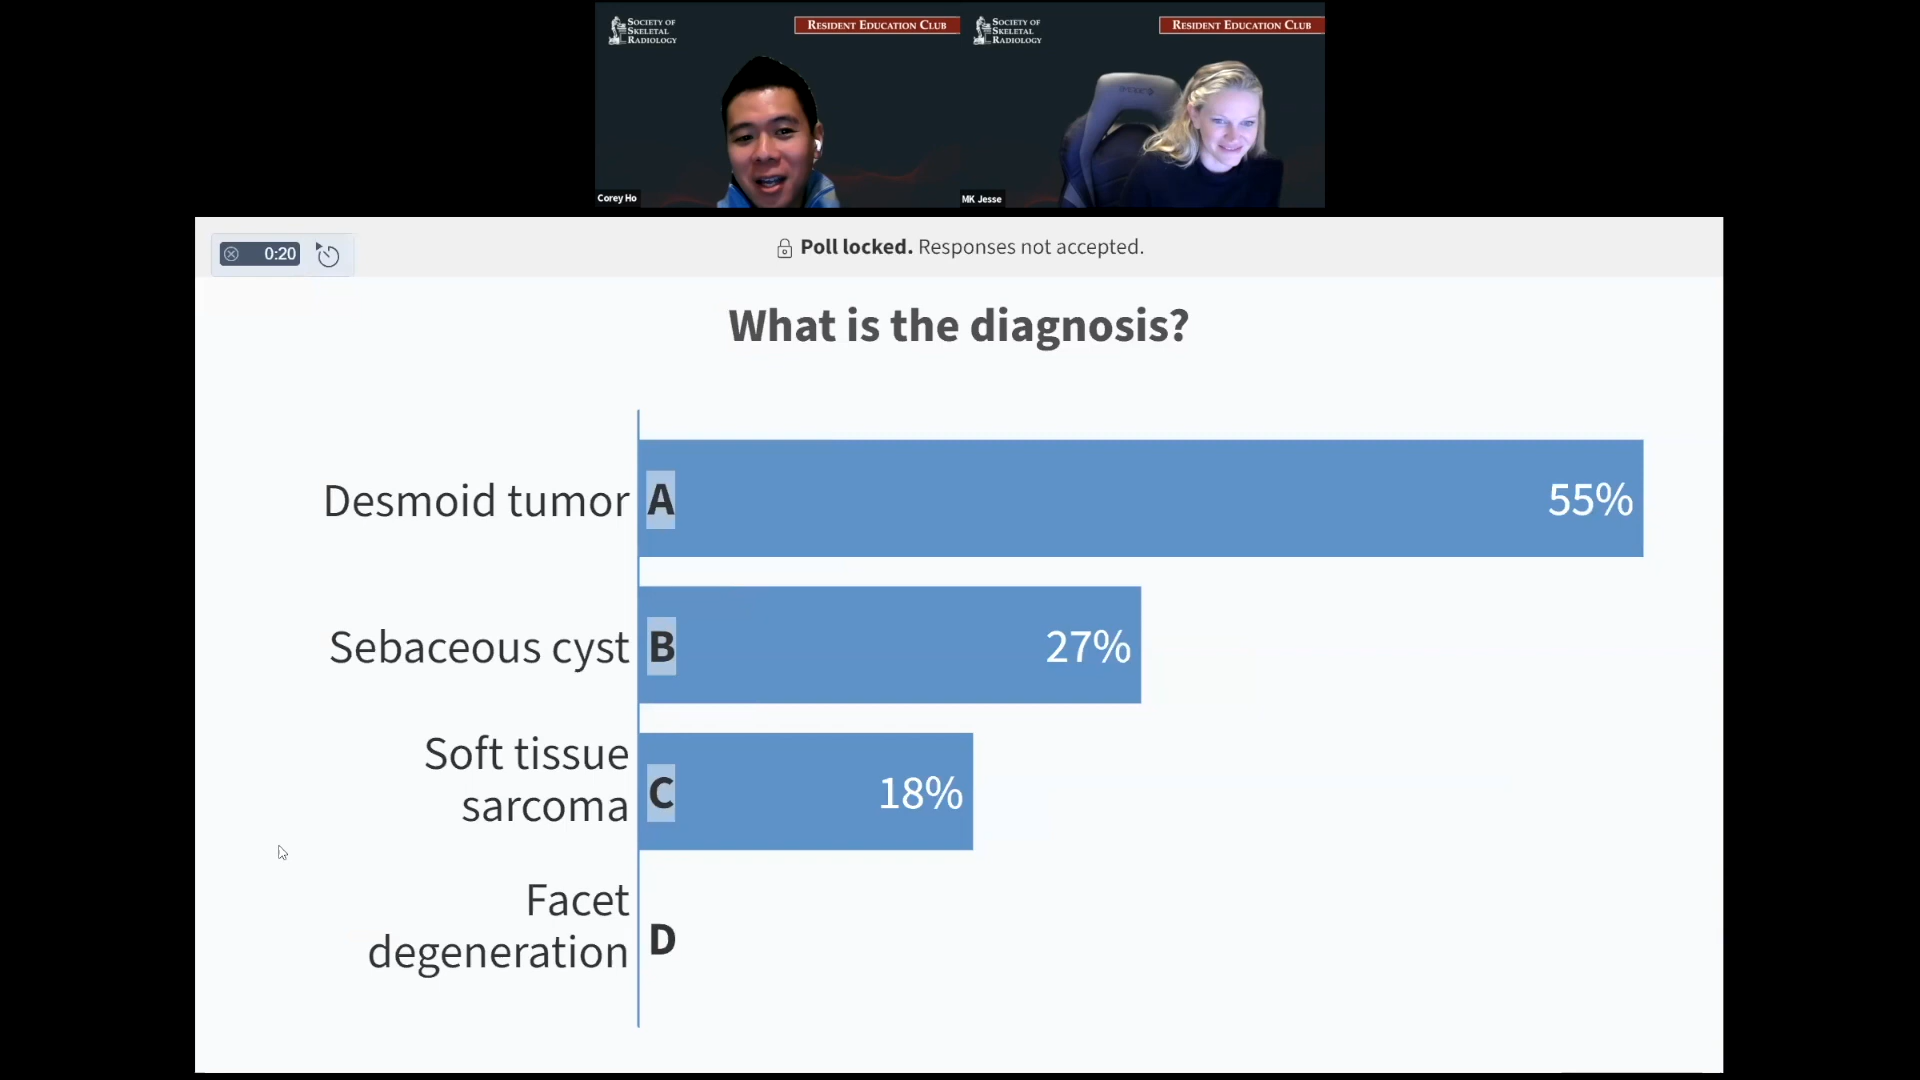 SOCIETY OF
SKELETAL
RADIOLOGY
RESIDENT EDUCATION CLUB
SOCIETY OF
SKELETAL
RADIOLOGY
RESIDENT EDUCATION CLUB
Corey Ho
MK Jesse
0:20
Poll locked. Responses not accepted.
What is the diagnosis?
Desmoid tumor A 55%
Sebaceous cyst B 27%
Soft tissue
sarcoma C 18%
Facet
degeneration D